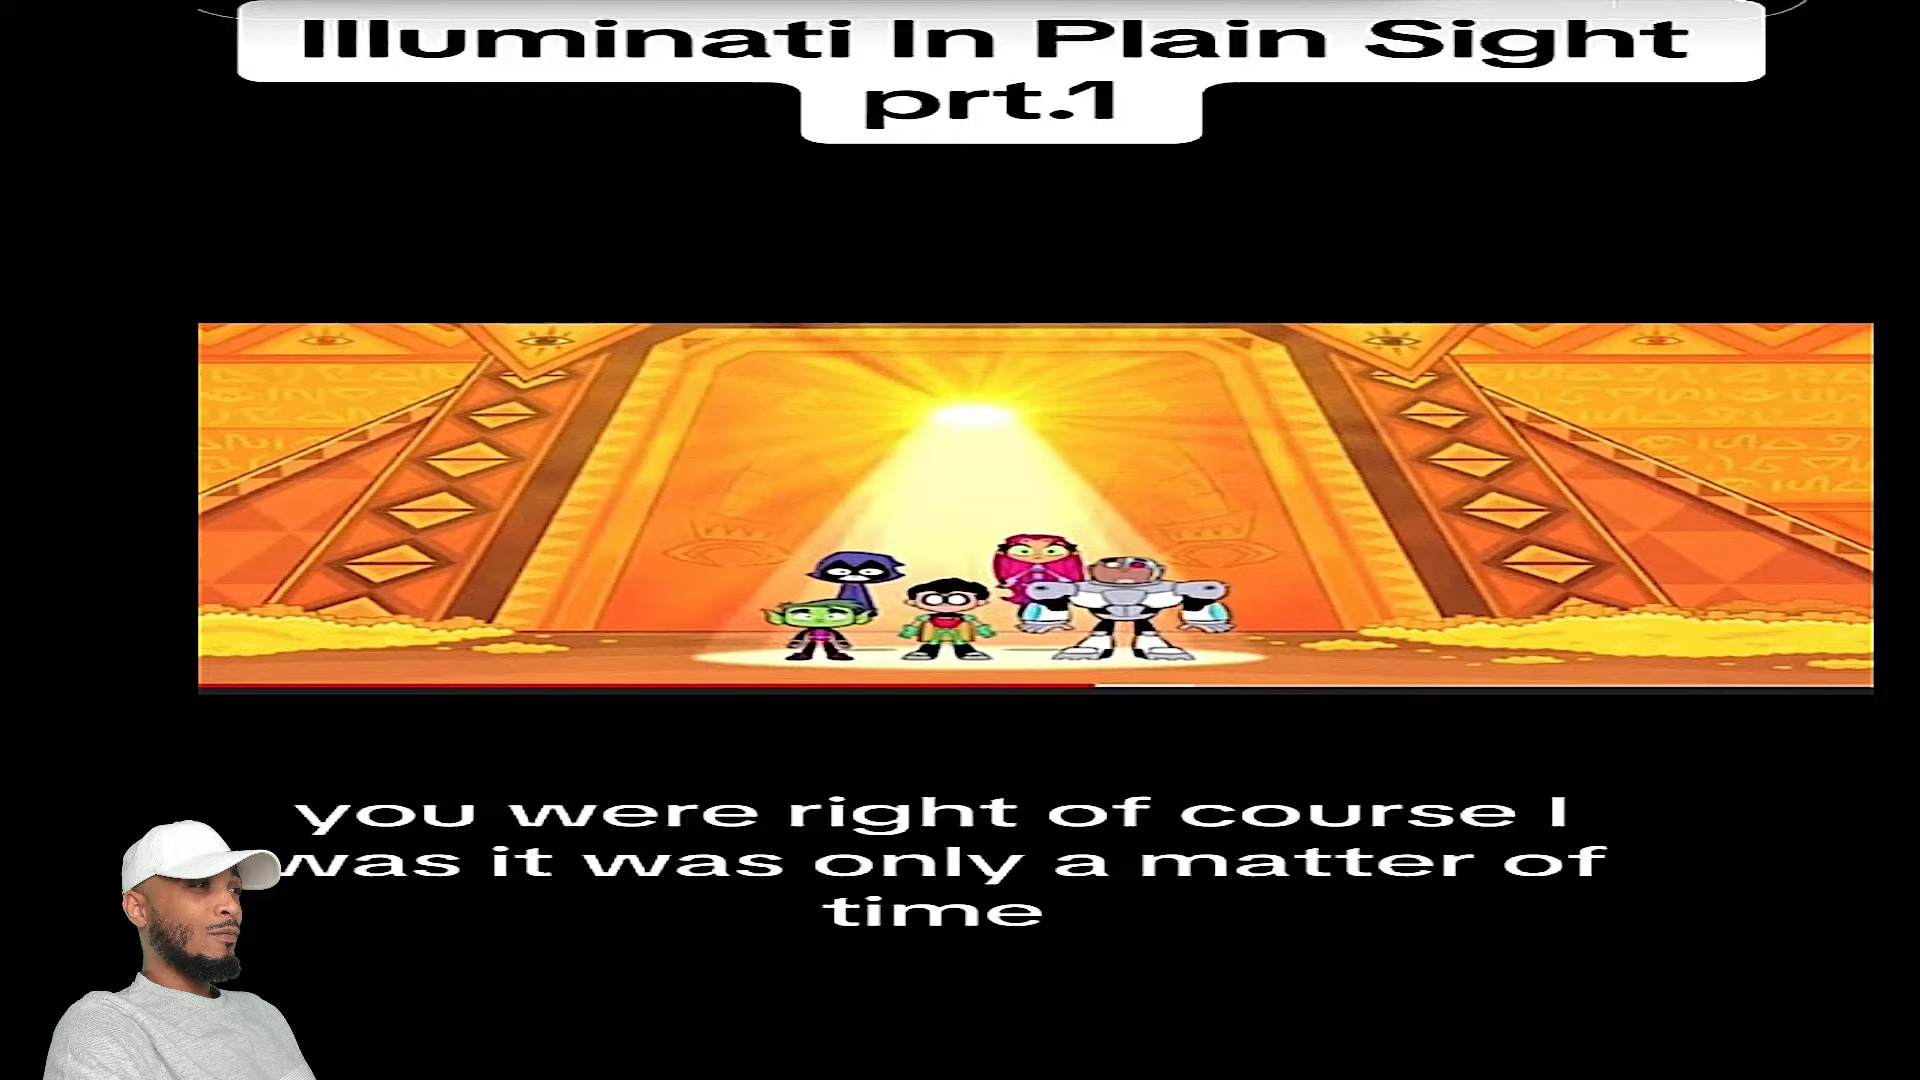 Illuminati In Plain Sight
prt.1
you were right of course I
was it was only a matter of
time